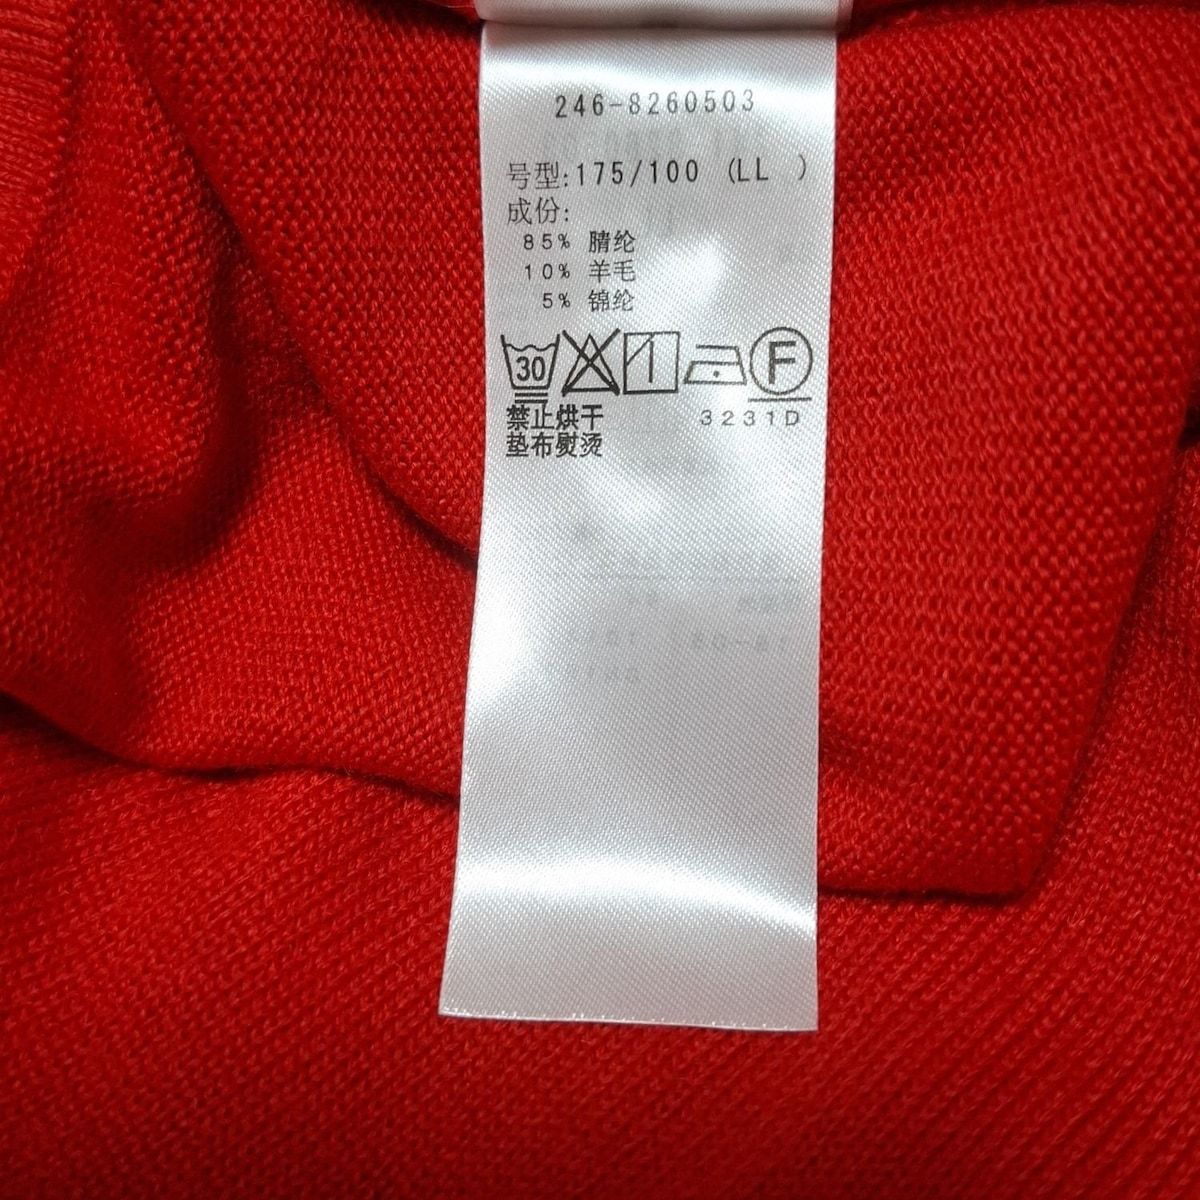 246-8260503
号型:175/100 (LL )
成份:
85% 腈纶
10% 羊毛
5% 锦纶
30
F
禁止烘干
3231D
垫布熨烫